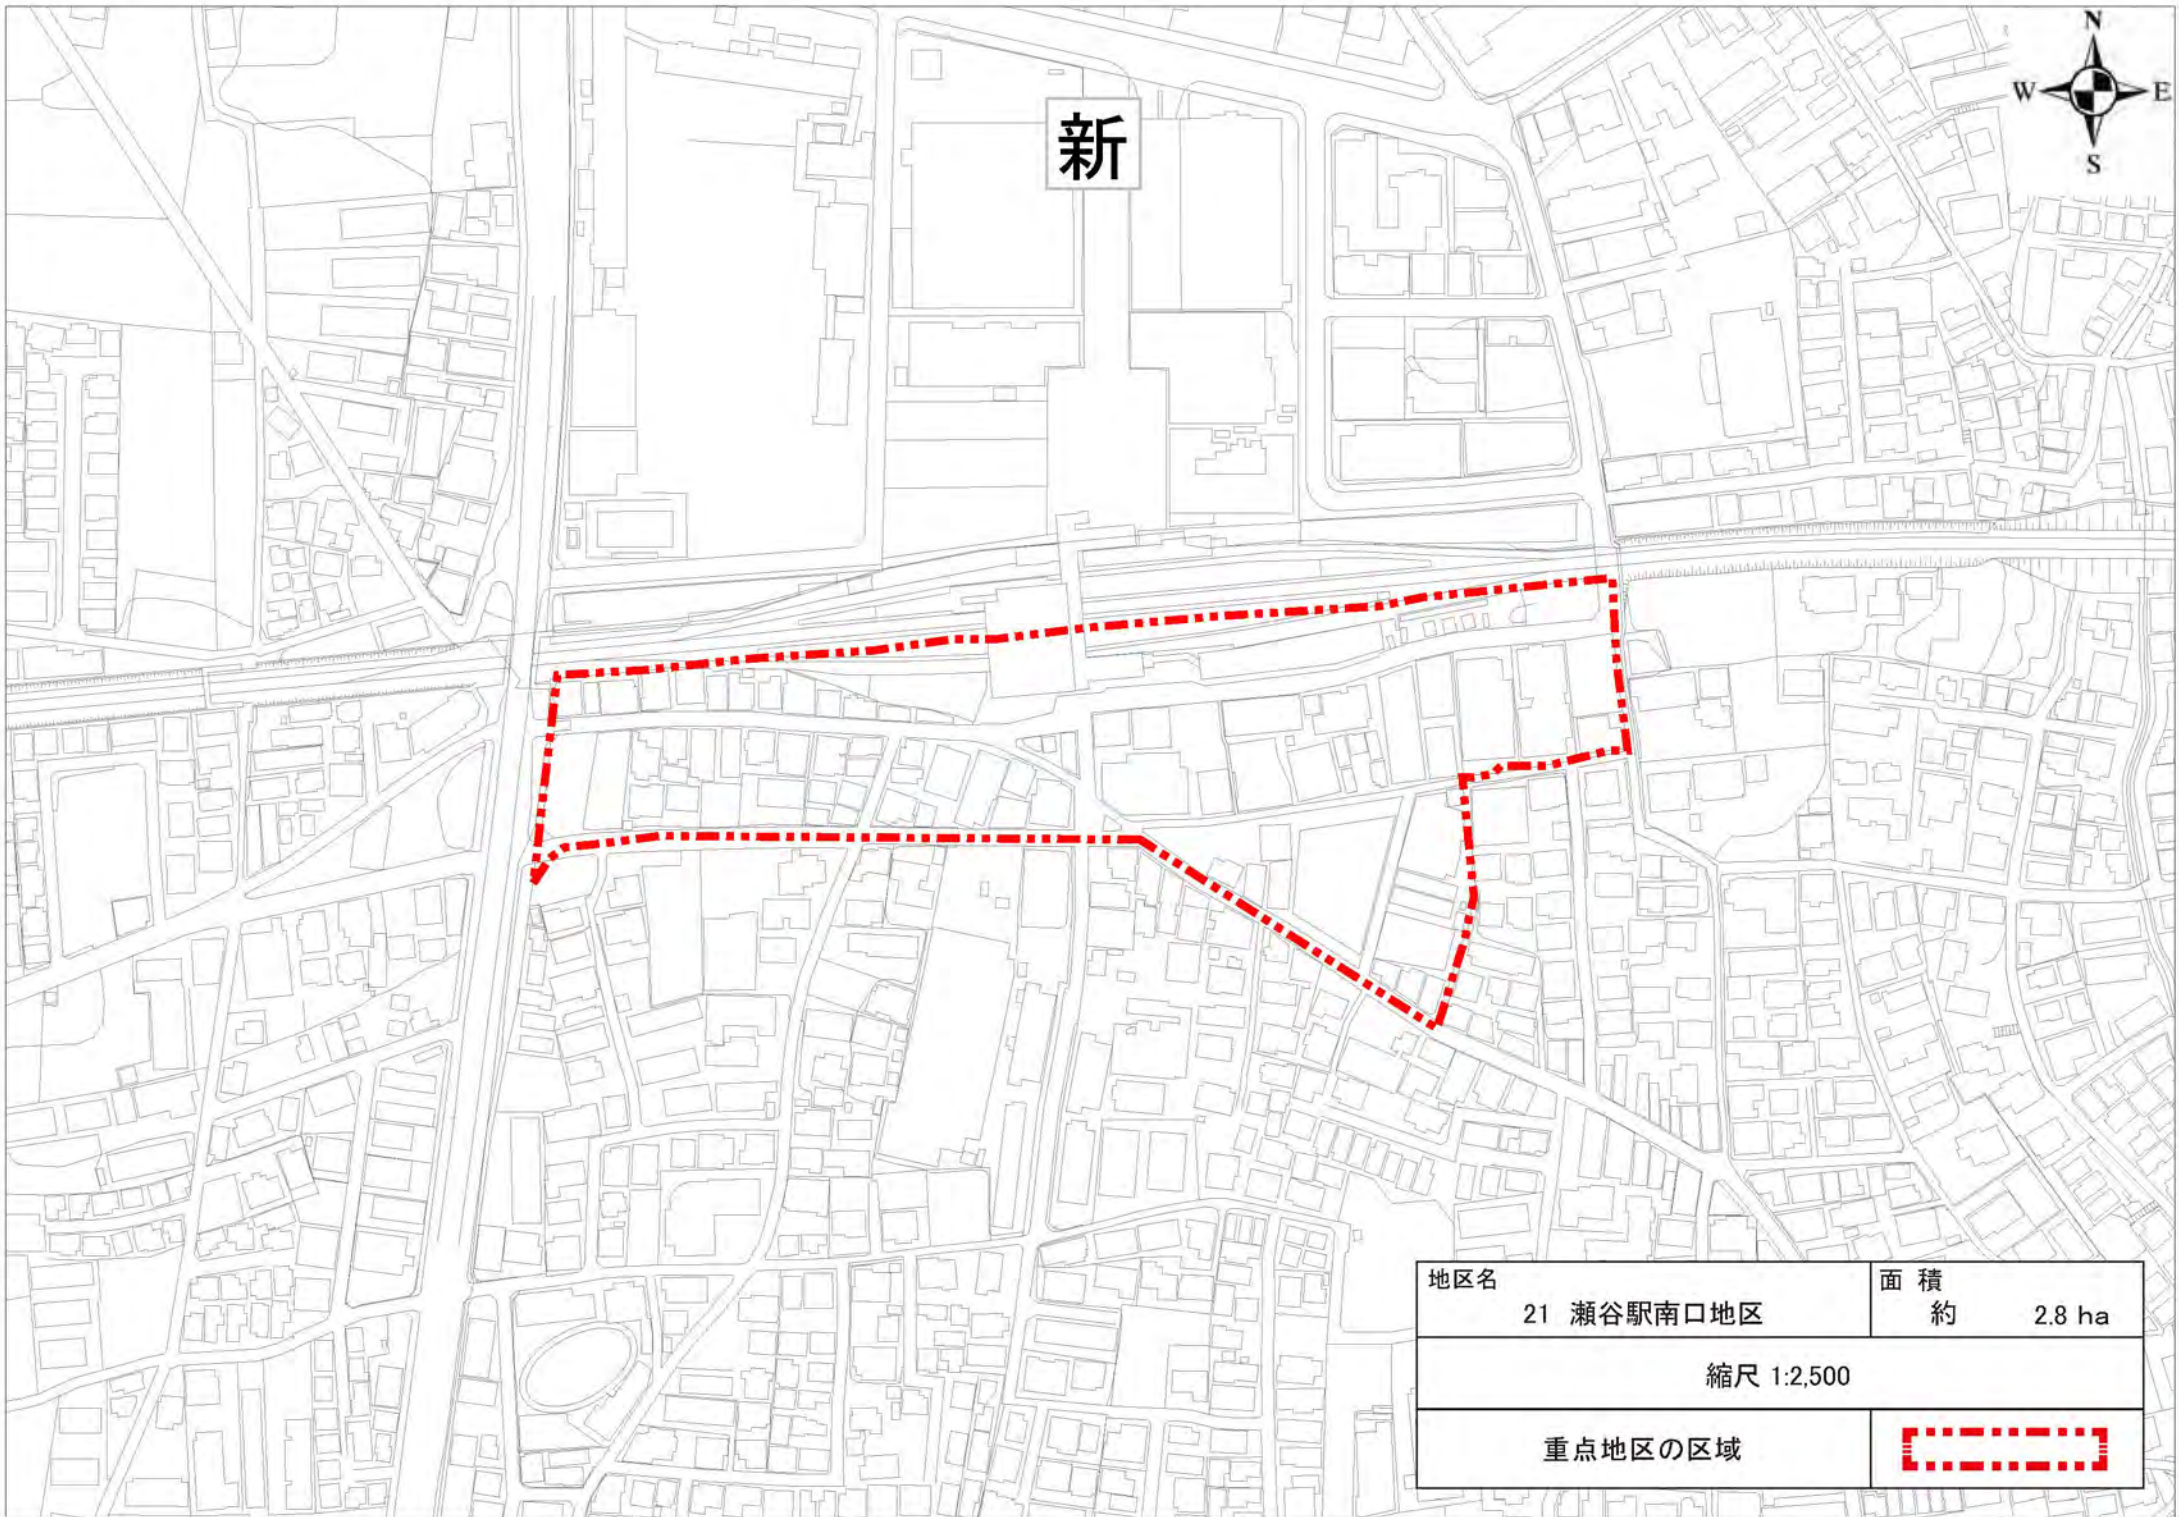 新
N
W E
S
地区名
21 瀬谷駅南口地区
面 積
約 2.8 ha
縮尺 1:2,500
重点地区の区域